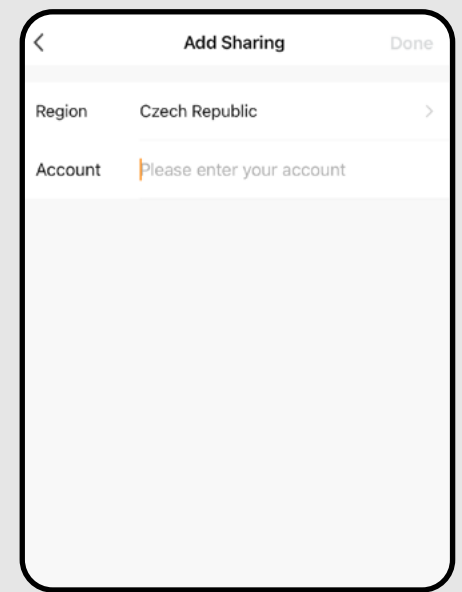 Add Sharing Done
Region Czech Republic
Account Please enter your account